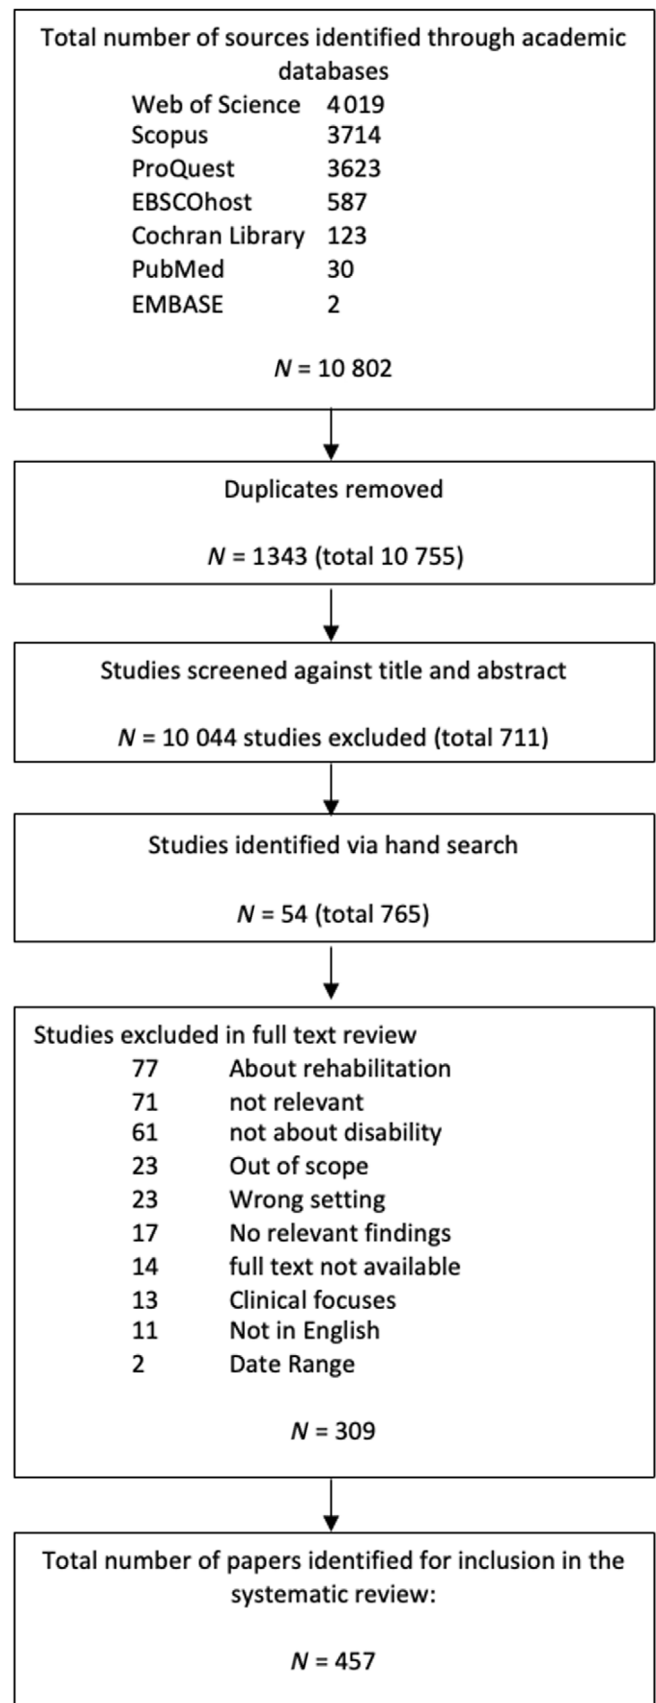 Total number of sources identified through academic
databases
Web of Science 4 019
Scopus 3714
ProQuest 3623
EBSCOhost 587
Cochran Library 123
PubMed 30
EMBASE 2
N = 10 802
Duplicates removed
N = 1343 (total 10 755)
Studies screened against title and abstract
N = 10 044 studies excluded (total 711)
Studies identified via hand search
N = 54 (total 765)
Studies excluded in full text review
77 About rehabilitation
71 not relevant
61 not about disability
23 Out of scope
23 Wrong setting
17 No relevant findings
14 full text not available
13 Clinical focuses
11 Not in English
2 Date Range
N = 309
Total number of papers identified for inclusion in the
systematic review:
N = 457